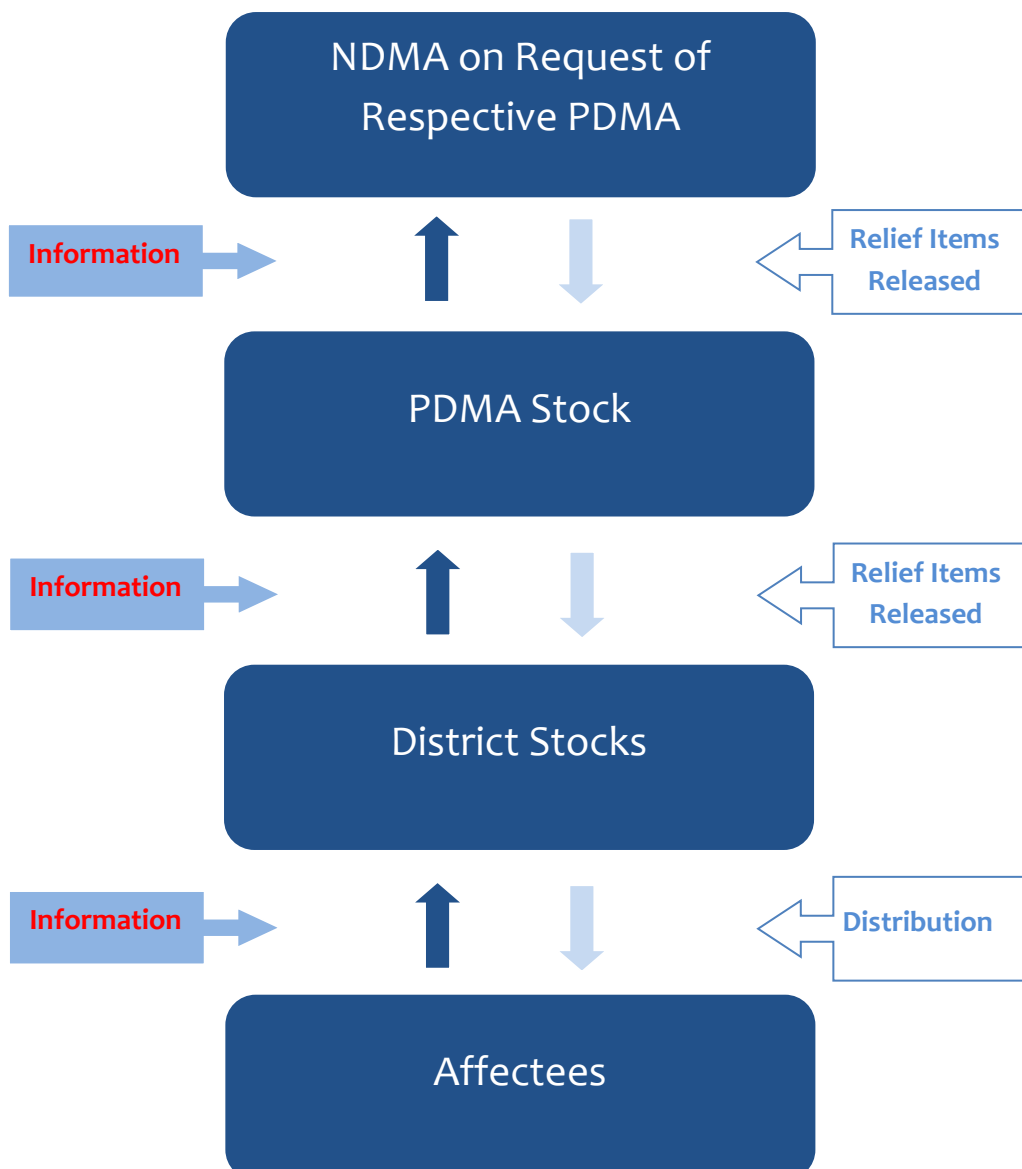 NDMA on Request of
Respective PDMA
Information
Relief Items
Released
PDMA Stock
Information
Relief Items
Released
District Stocks
Information
Distribution
Affectees